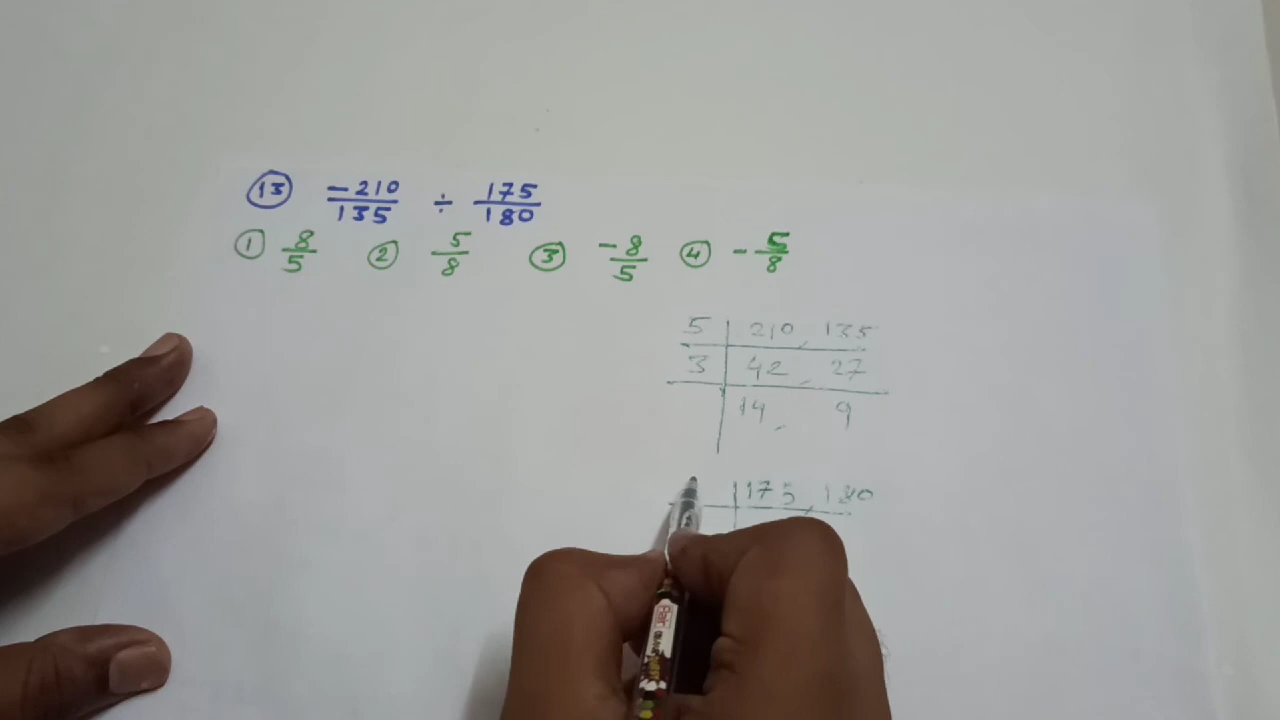 13 -210/135 ÷ 175/180
1 8/5 2 5/8 3 -8/5 4 -5/8
5 210, 135
3 42, 27
14, 9
175, 180